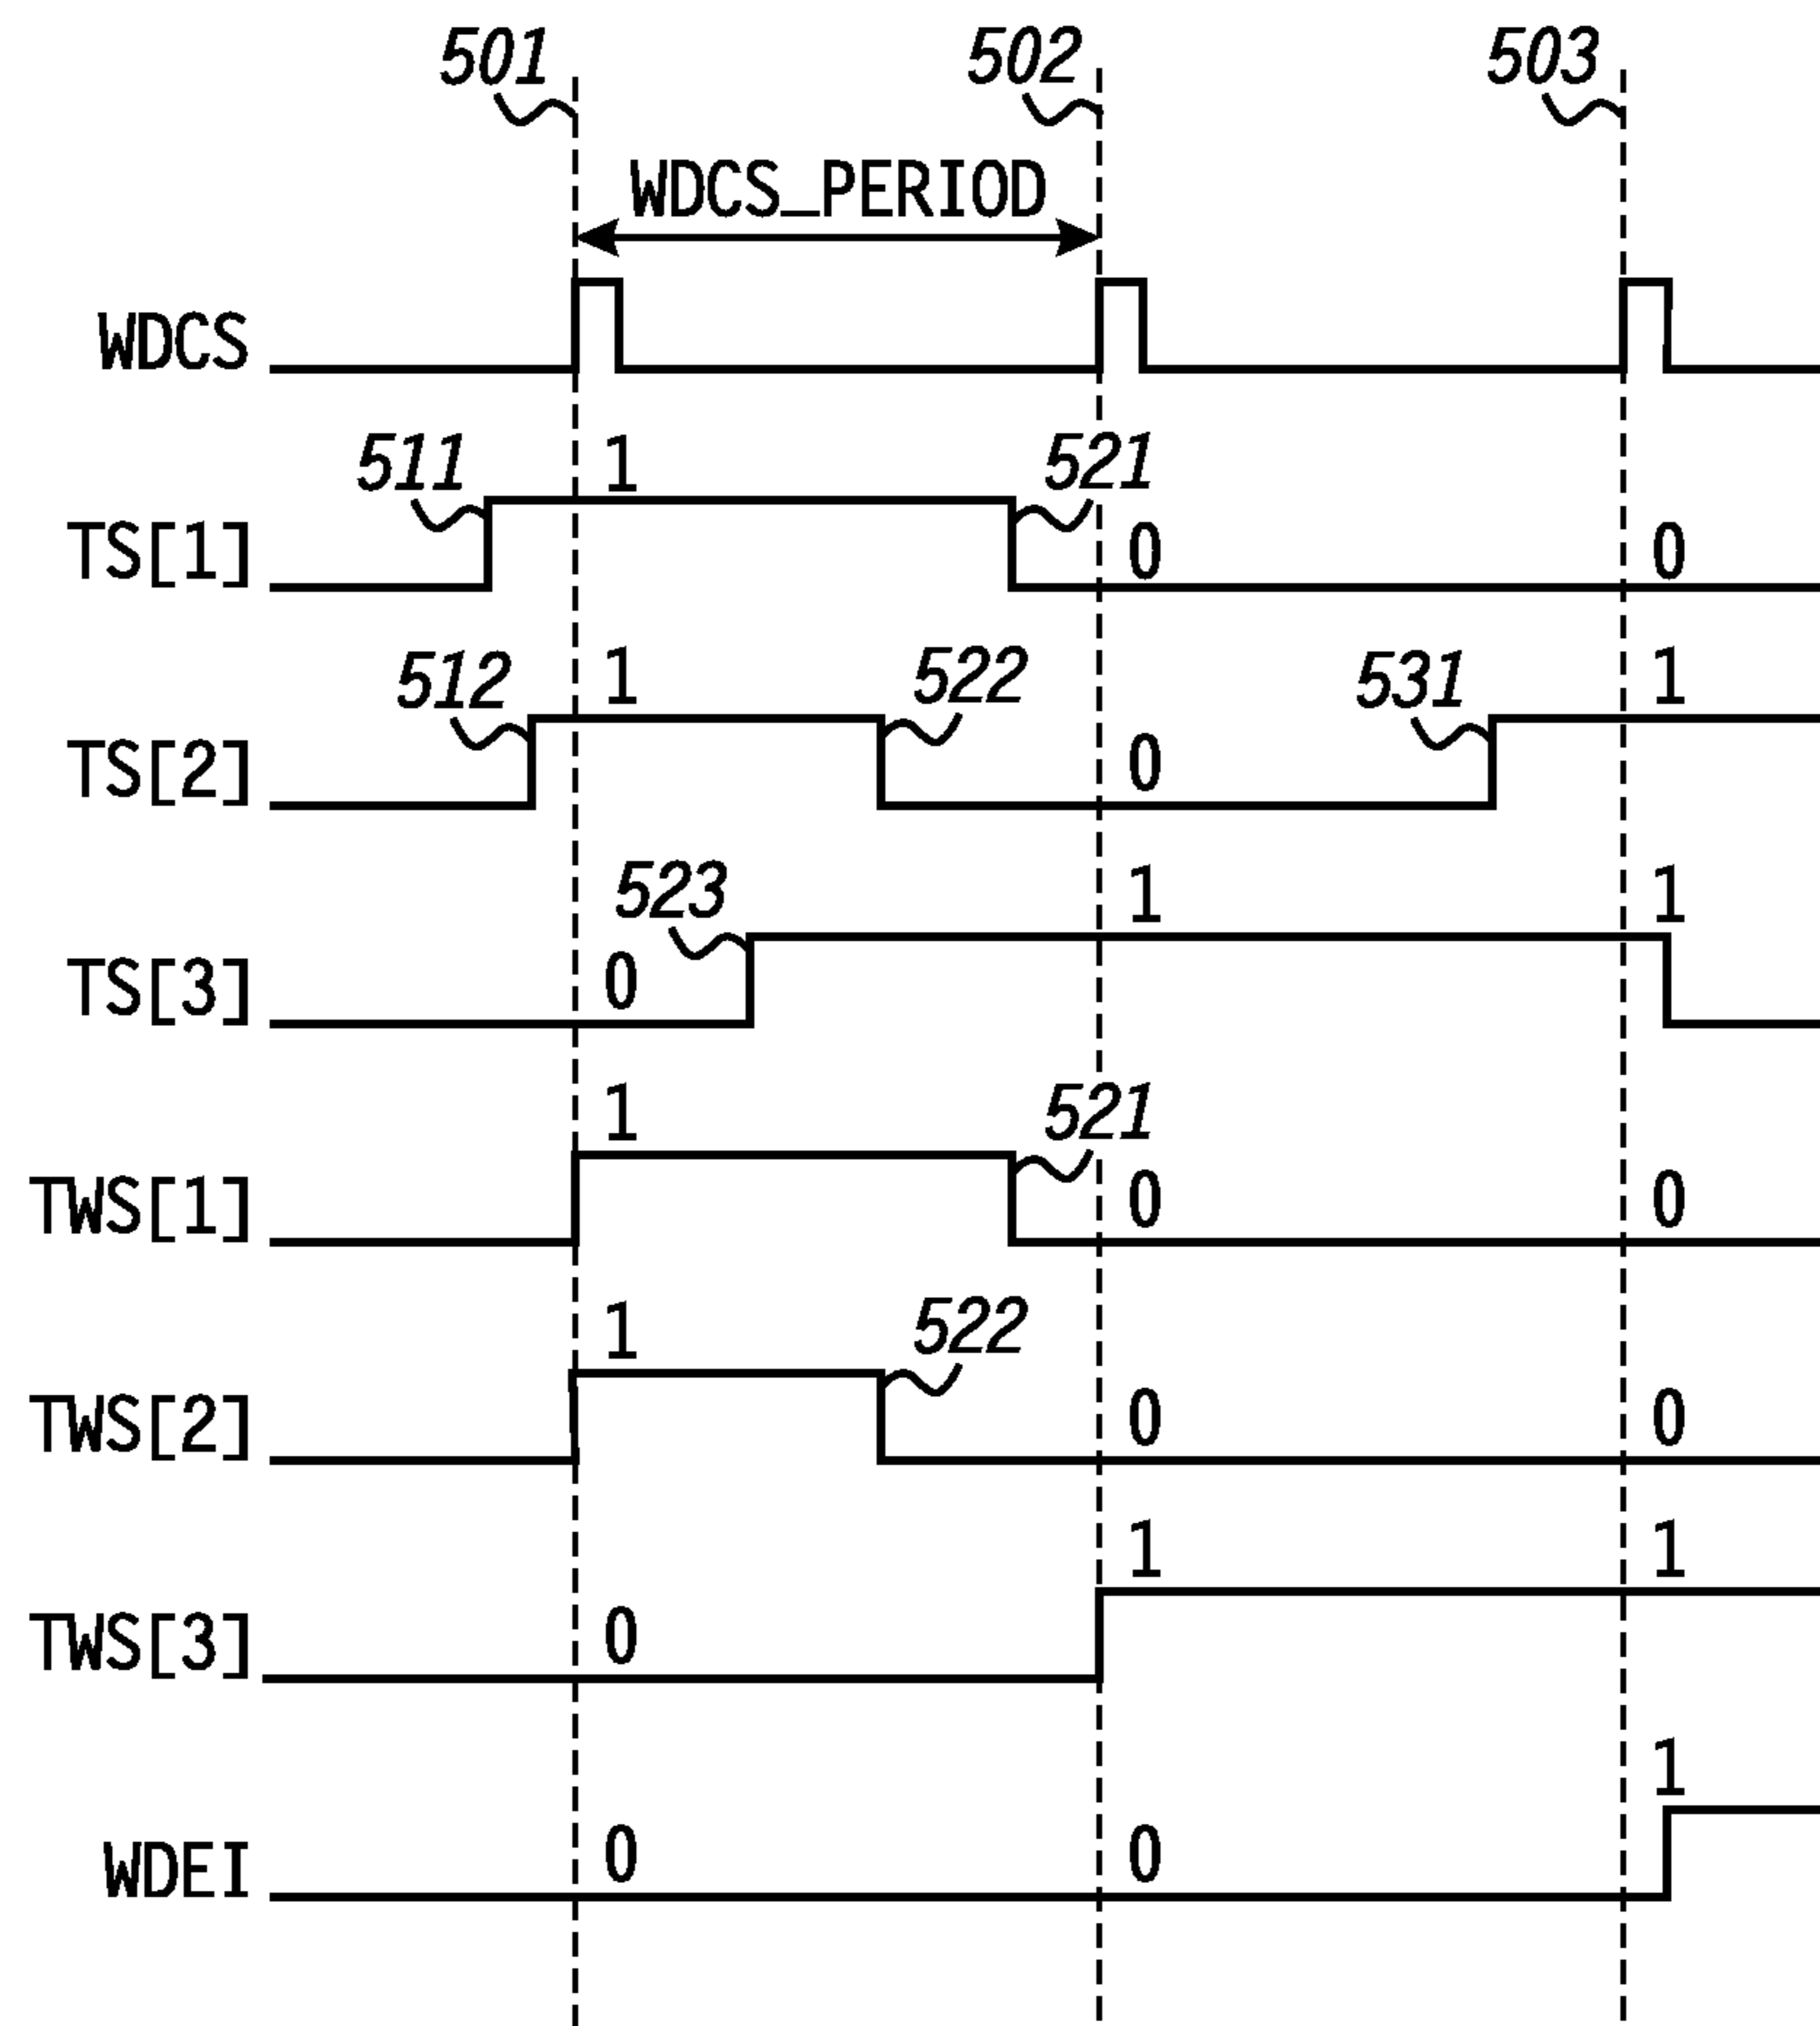 501 502 503
WDCS_PERIOD
WDCS
511 1 521
TS[1] 0 0
512 1 522 531 1
TS[2] 0
523 1 1
TS[3] 0
1 521
TWS[1] 0 0
1 522
TWS[2] 0 0
1 1
TWS[3] 0
1
WDEI 0 0